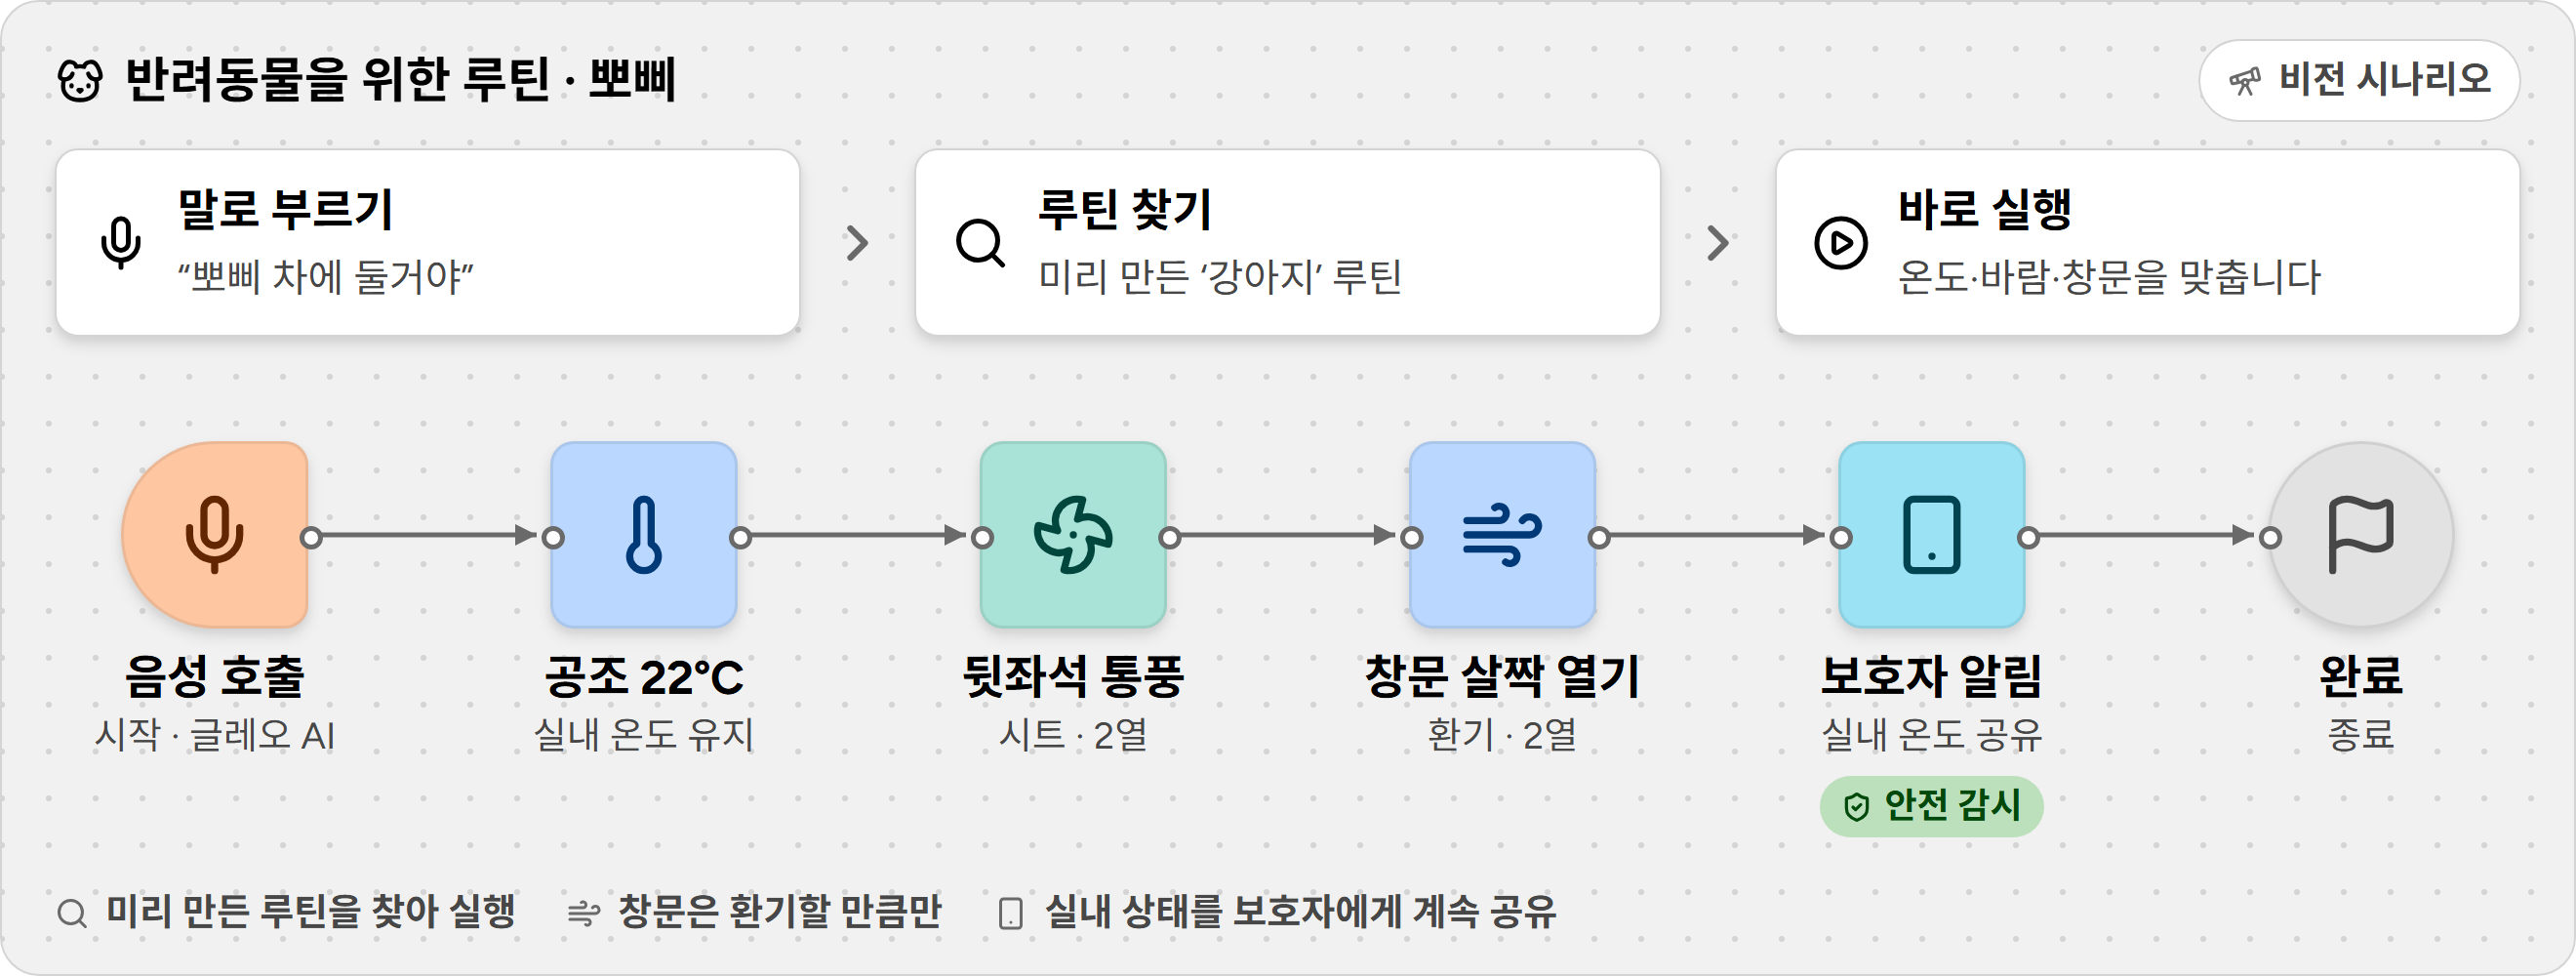 반려동물을 위한 루틴 · 뽀삐
비전 시나리오
말로 부르기
“뽀삐 차에 둘거야”
루틴 찾기
미리 만든 ‘강아지’ 루틴
바로 실행
온도·바람·창문을 맞춥니다
음성 호출
시작 · 글레오 AI
공조 22°C
실내 온도 유지
뒷좌석 통풍
시트 · 2열
창문 살짝 열기
환기 · 2열
보호자 알림
실내 온도 공유
안전 감시
완료
종료
미리 만든 루틴을 찾아 실행
창문은 환기할 만큼만
실내 상태를 보호자에게 계속 공유